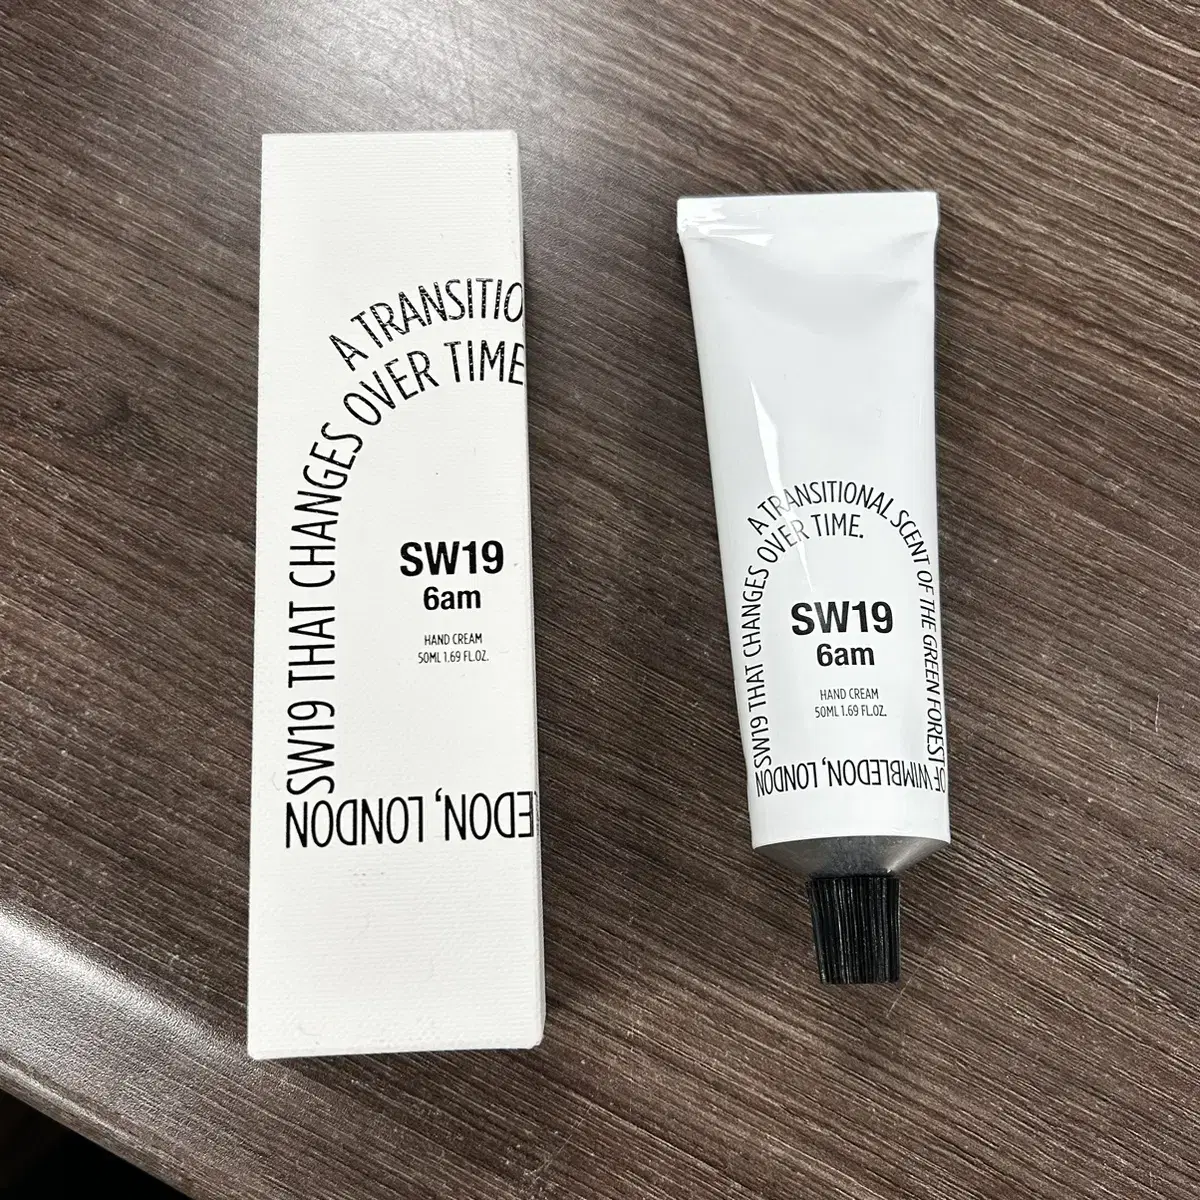 A TRANSITIO
OVER TIME
SW19 THAT CHANGES
SW19
6am
HAND CREAM
50ML 1.69 FL.OZ.
LEDON, LONDON
A TRANSITIONAL SCENT OF THE GREEN FOREST
OF WIMBLEDON, LONDON
SW19 THAT CHANGES OVER TIME.
SW19
6am
HAND CREAM
50ML 1.69 FL.OZ.